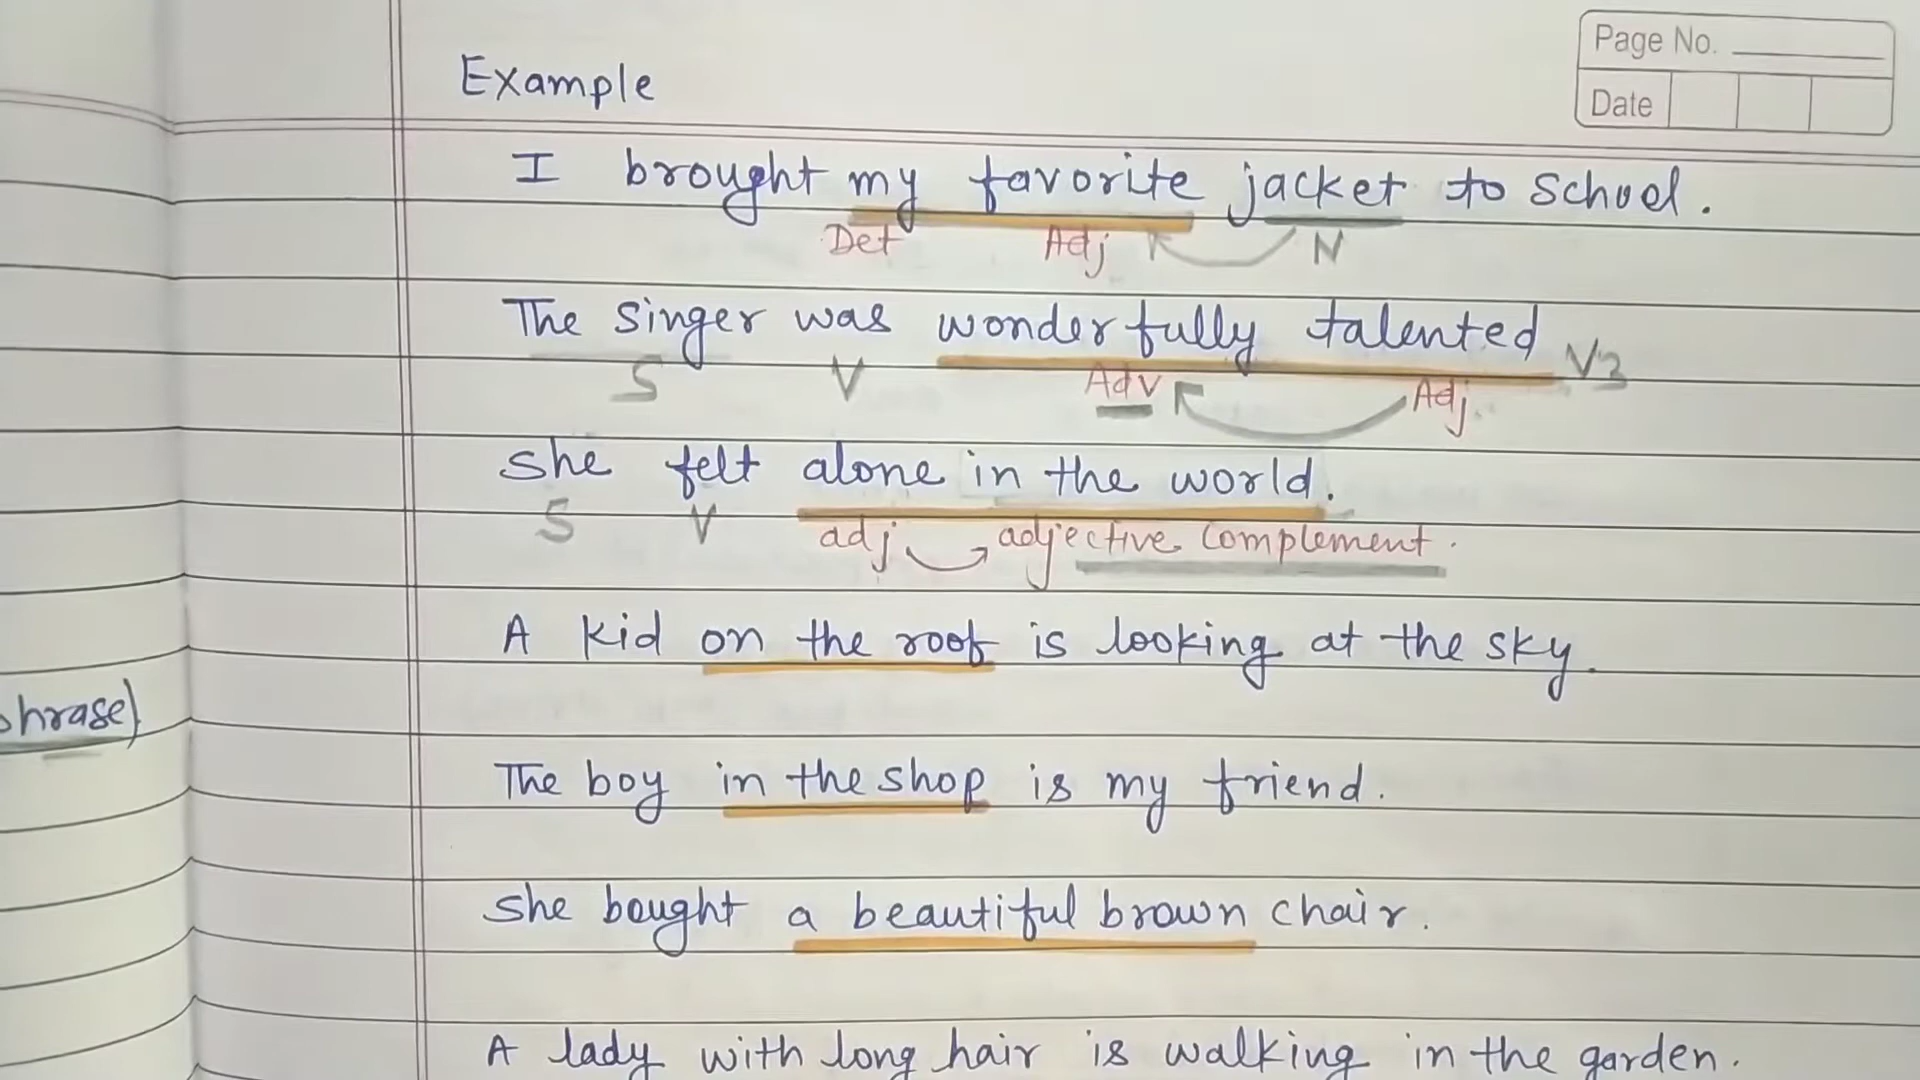 Page No.
Date
Example
I brought my favorite jacket to school.
Det Adj N
The singer was wonderfully talented V3
S V Adv Adj.
she felt alone in the world.
S V adj adjective complement.
A kid on the roof is looking at the sky.
phrase)
The boy in the shop is my friend.
she bought a beautiful brown chair.
A lady with long hair is walking in the garden.